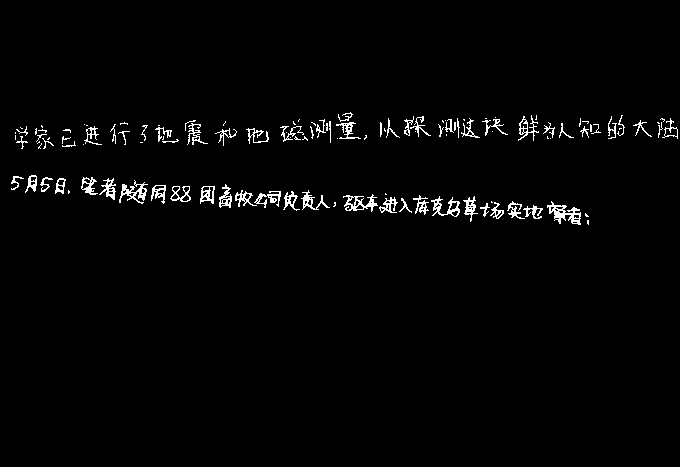 学家已进行了地震和地磁测量,从探测这块鲜为人知的大陆
5月5日,笔者随同88团畜牧公司负责人,驱车进入库克乌草场实地察看: